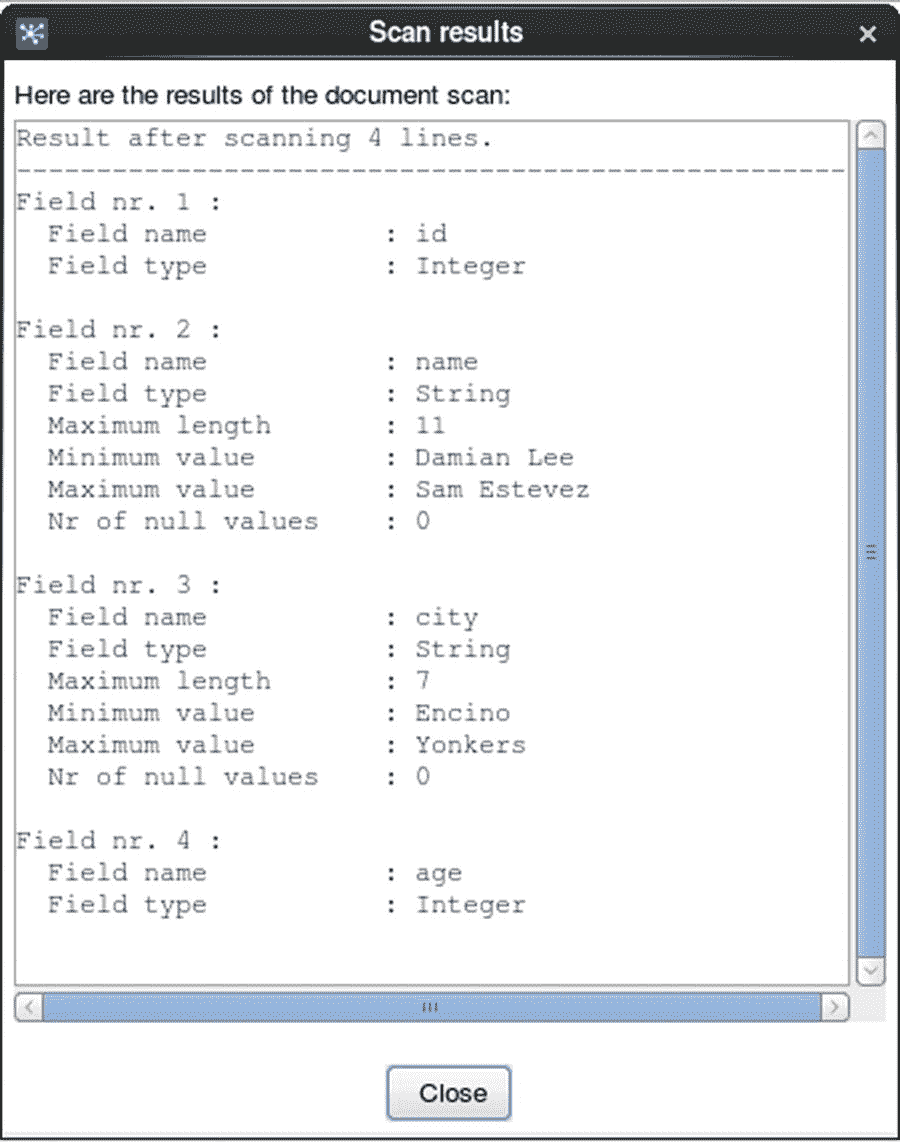 Scan results
Here are the results of the document scan:
Result after scanning 4 lines.
----------------------------------------------------
Field nr. 1 :
  Field name           : id
  Field type           : Integer

Field nr. 2 :
  Field name           : name
  Field type           : String
  Maximum length       : 11
  Minimum value        : Damian Lee
  Maximum value        : Sam Estevez
  Nr of null values    : 0

Field nr. 3 :
  Field name           : city
  Field type           : String
  Maximum length       : 7
  Minimum value        : Encino
  Maximum value        : Yonkers
  Nr of null values    : 0

Field nr. 4 :
  Field name           : age
  Field type           : Integer
Close